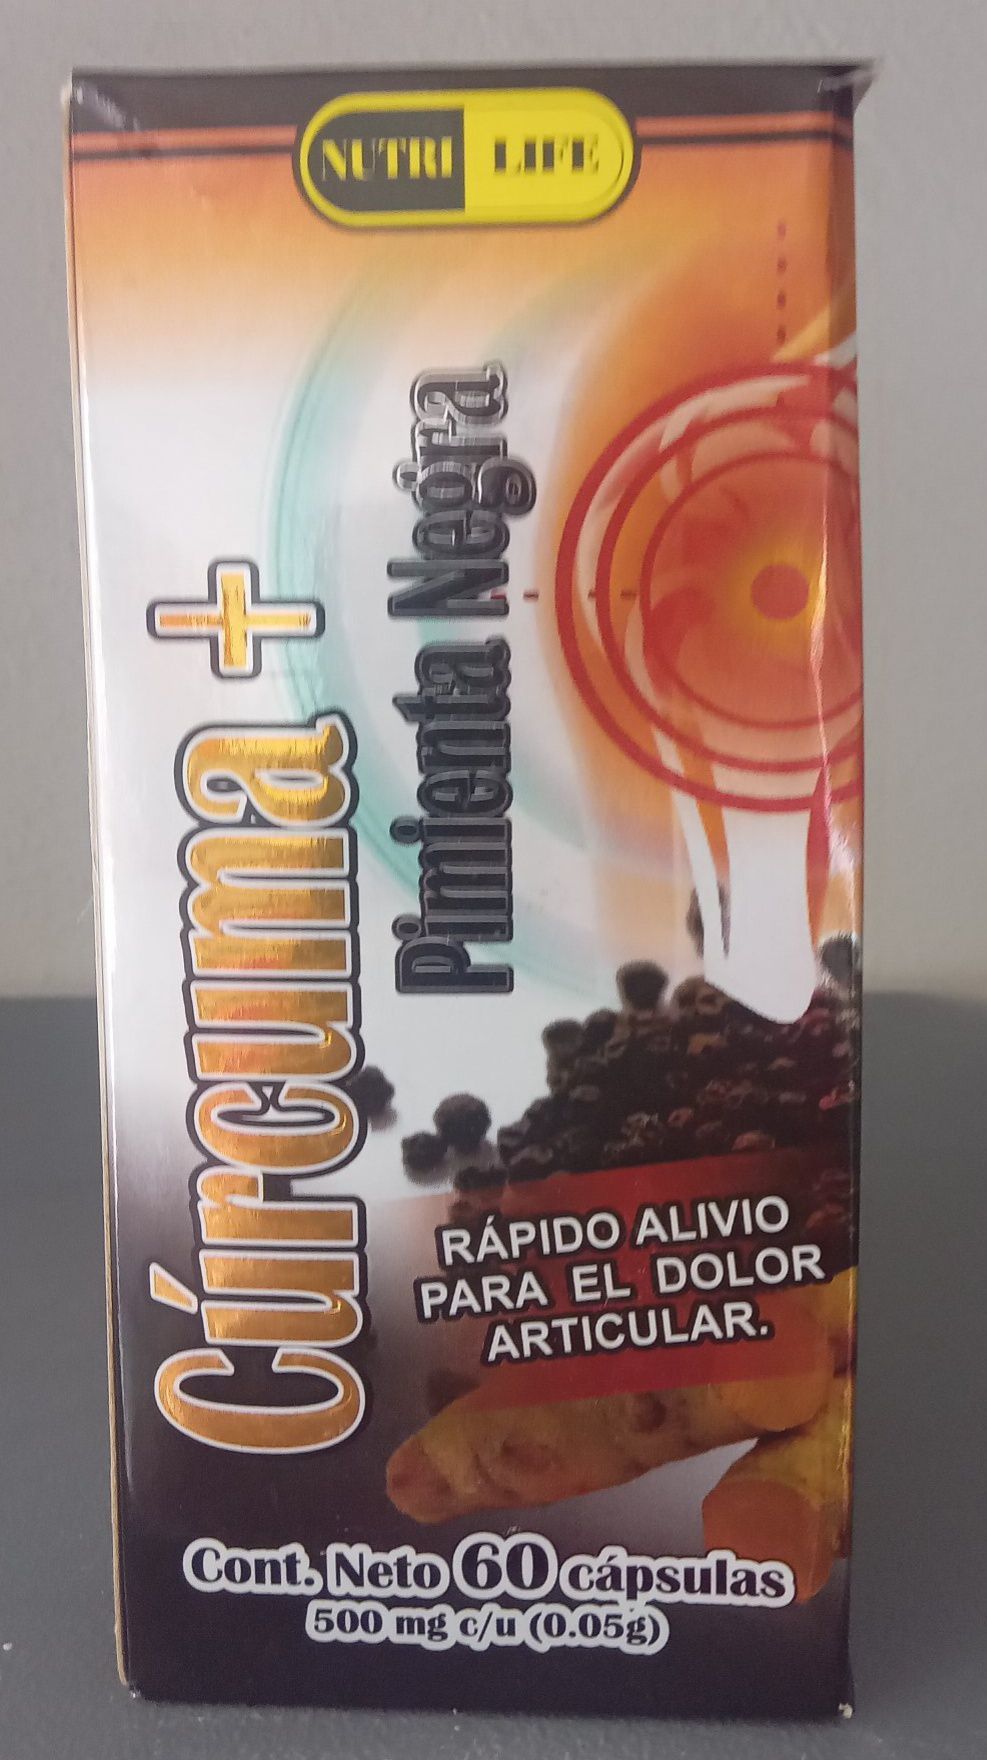 NUTRI LIFE
Cúrcuma +
Pimienta Negra
RÁPIDO ALIVIO
PARA EL DOLOR
ARTICULAR.
Cont. Neto 60 cápsulas
500 mg c/u (0.05g)